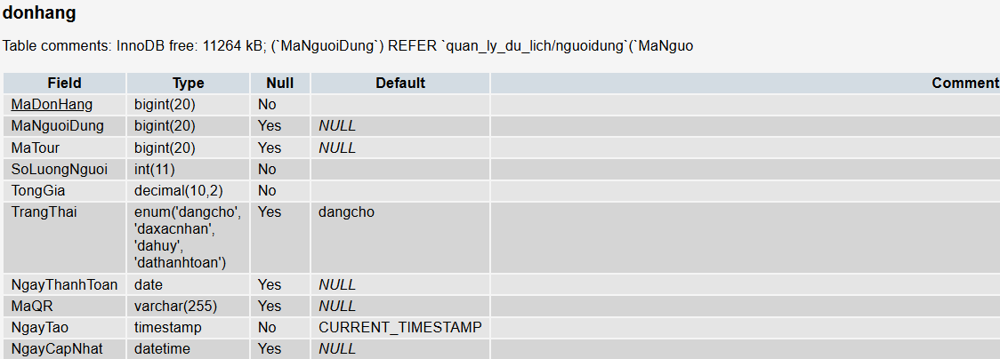 donhang
Table comments: InnoDB free: 11264 kB; (`MaNguoiDung`) REFER `quan_ly_du_lich/nguoidung`(`MaNguo
Field Type Null Default Comment
MaDonHang bigint(20) No
MaNguoiDung bigint(20) Yes NULL
MaTour bigint(20) Yes NULL
SoLuongNguoi int(11) No
TongGia decimal(10,2) No
TrangThai enum('dangcho', Yes dangcho
'daxacnhan',
'dahuy',
'dathanhtoan')
NgayThanhToan date Yes NULL
MaQR varchar(255) Yes NULL
NgayTao timestamp No CURRENT_TIMESTAMP
NgayCapNhat datetime Yes NULL